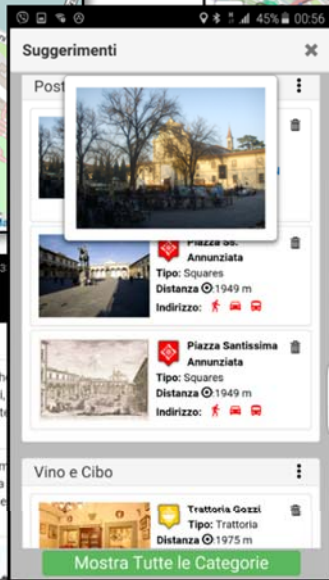 45% 00:56
Suggerimenti
Post
Piazza Ss.
Annunziata
Tipo: Squares
Distanza :1949 m
Indirizzo:
Piazza Santissima
Annunziata
Tipo: Squares
Distanza :1949 m
Indirizzo:
Vino e Cibo
Trattoria Gozzi
Tipo: Trattoria
Distanza :1975 m
Mostra Tutte le Categorie